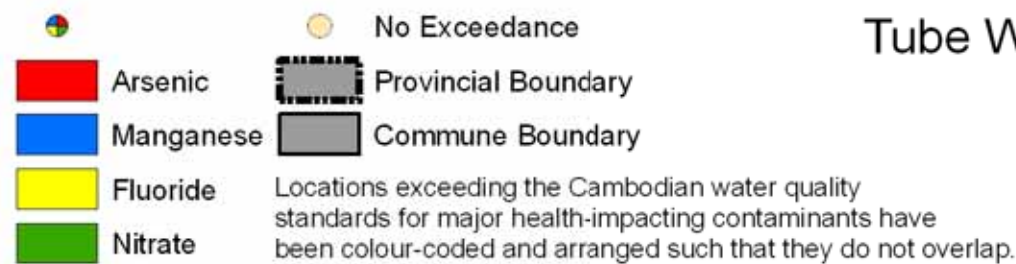 Tube
No Exceedance
Arsenic
Provincial Boundary
Manganese
Commune Boundary
Fluoride
Nitrate
Locations exceeding the Cambodian water quality
standards for major health-impacting contaminants have
been colour-coded and arranged such that they do not overlap.